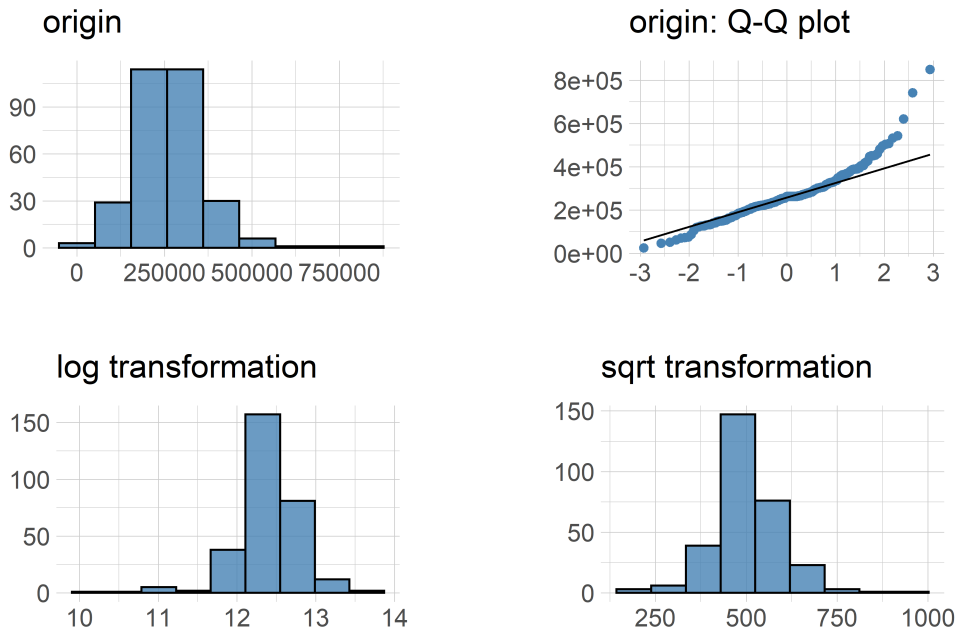 origin
90
60
30
0
0 250000 500000 750000
origin: Q-Q plot
8e+05
6e+05
4e+05
2e+05
0e+00
-3 -2 -1 0 1 2 3
log transformation
150
100
50
0
10 11 12 13 14
sqrt transformation
150
100
50
0
250 500 750 1000